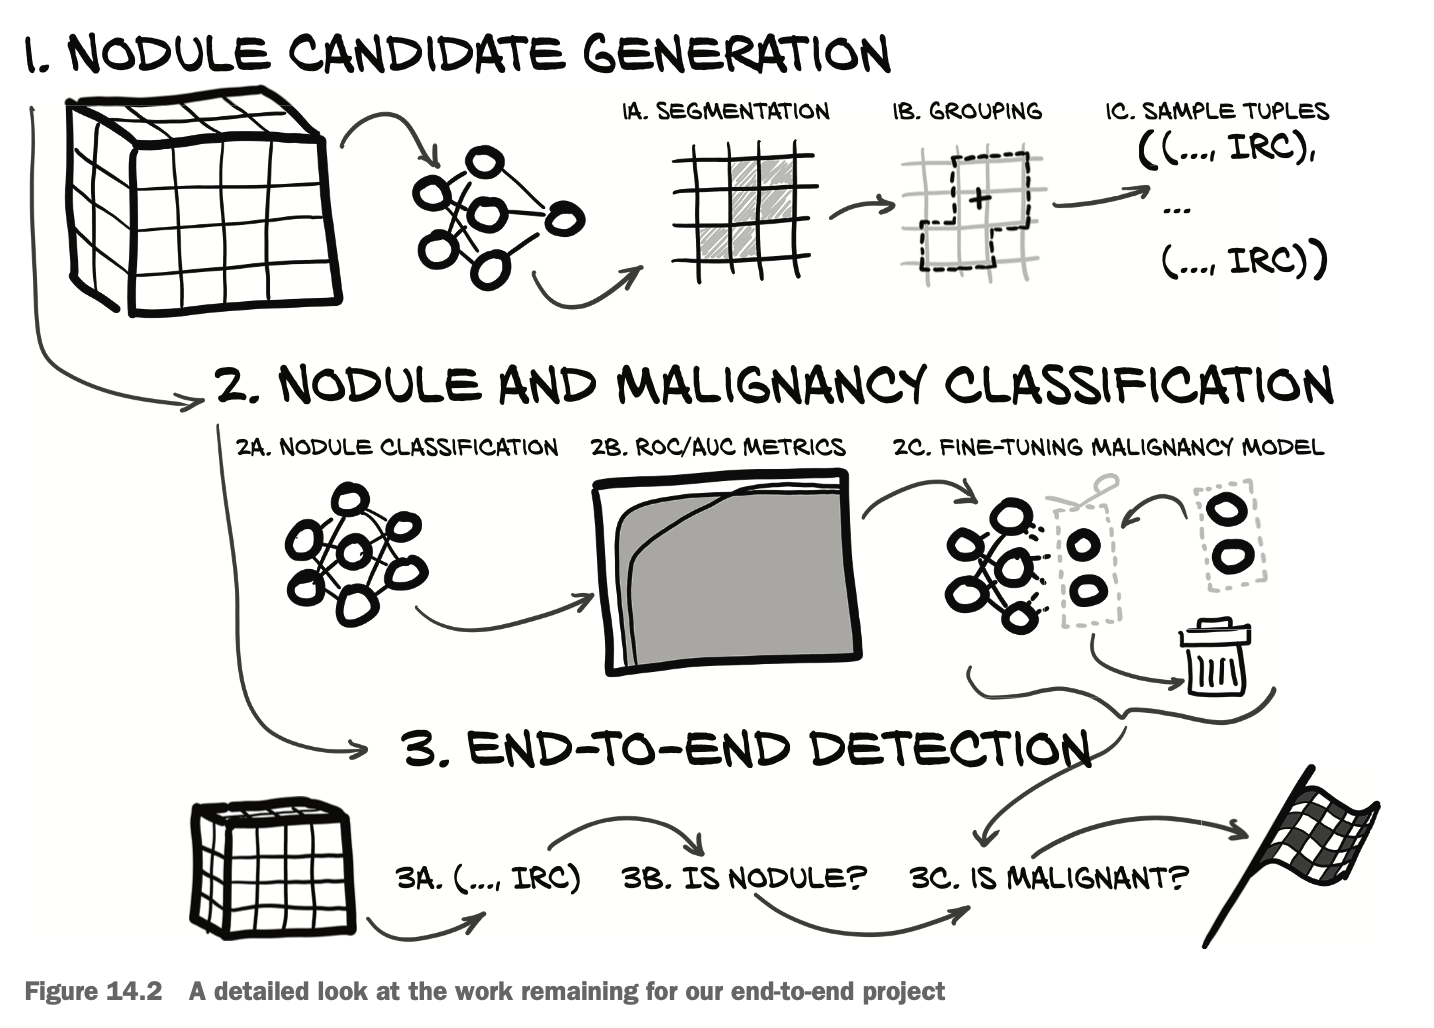 1. NODULE CANDIDATE GENERATION
1A. SEGMENTATION
1B. GROUPING
1C. SAMPLE TUPLES
((..., IRC),
...
(..., IRC))
2. NODULE AND MALIGNANCY CLASSIFICATION
2A. NODULE CLASSIFICATION
2B. ROC/AUC METRICS
2C. FINE-TUNING MALIGNANCY MODEL
3. END-TO-END DETECTION
3A. (..., IRC)
3B. IS NODULE?
3C. IS MALIGNANT?
Figure 14.2 A detailed look at the work remaining for our end-to-end project